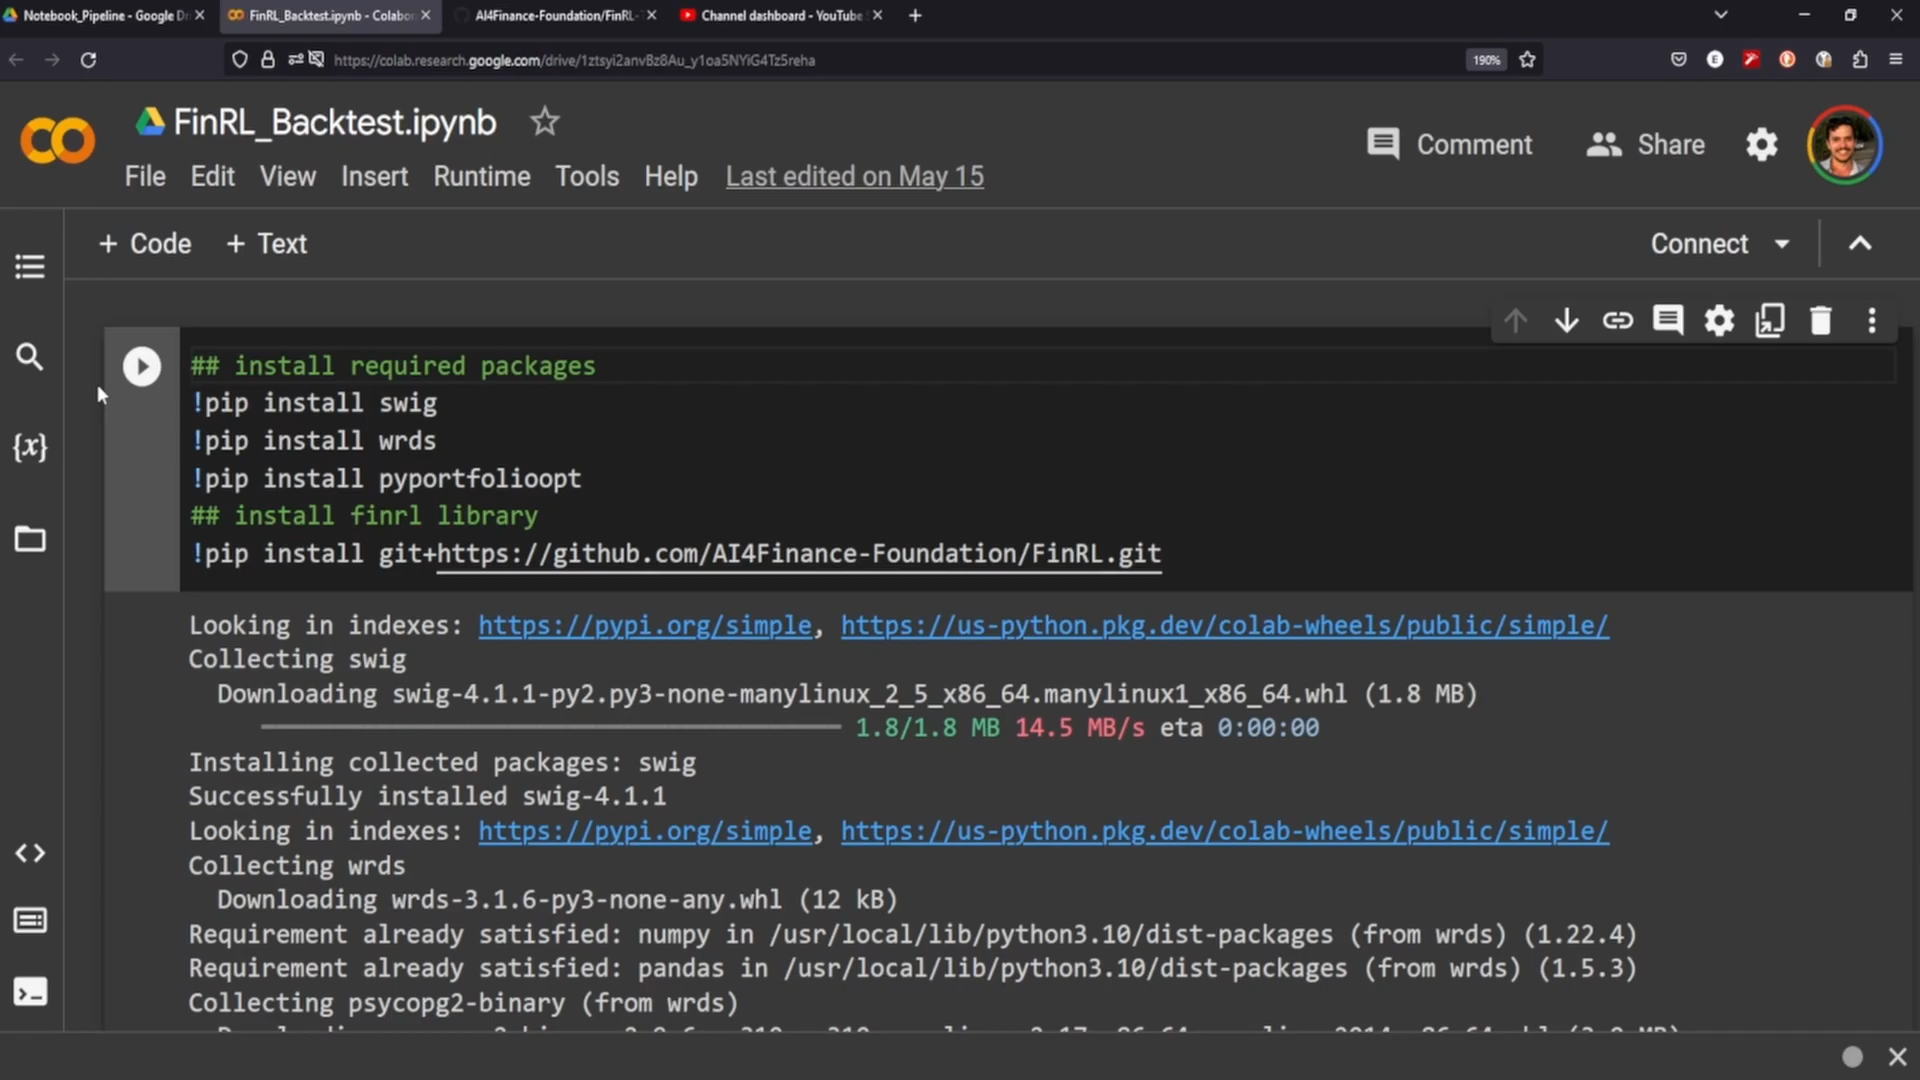 Notebook_Pipeline - Google Dr
FinRL_Backtest.ipynb - Colabor
AI4Finance-Foundation/FinRL-T
Channel dashboard - YouTube S
https://colab.research.google.com/drive/1ztsyi2anvBz8Au_y1oa5NYiG4Tz5reha
190%
FinRL_Backtest.ipynb
Comment
Share
File Edit View Insert Runtime Tools Help Last edited on May 15
+ Code + Text
Connect
{x}
## install required packages
!pip install swig
!pip install wrds
!pip install pyportfolioopt
## install finrl library
!pip install git+https://github.com/AI4Finance-Foundation/FinRL.git
Looking in indexes: https://pypi.org/simple, https://us-python.pkg.dev/colab-wheels/public/simple/
Collecting swig
Downloading swig-4.1.1-py2.py3-none-manylinux_2_5_x86_64.manylinux1_x86_64.whl (1.8 MB)
1.8/1.8 MB 14.5 MB/s eta 0:00:00
Installing collected packages: swig
Successfully installed swig-4.1.1
Looking in indexes: https://pypi.org/simple, https://us-python.pkg.dev/colab-wheels/public/simple/
Collecting wrds
Downloading wrds-3.1.6-py3-none-any.whl (12 kB)
Requirement already satisfied: numpy in /usr/local/lib/python3.10/dist-packages (from wrds) (1.22.4)
Requirement already satisfied: pandas in /usr/local/lib/python3.10/dist-packages (from wrds) (1.5.3)
Collecting psycopg2-binary (from wrds)